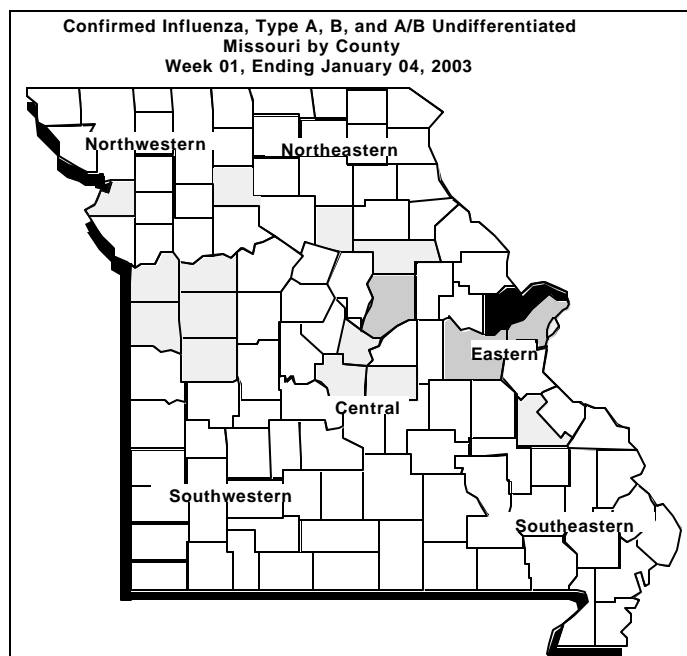 Confirmed Influenza, Type A, B, and A/B Undifferentiated
Missouri by County
Week 01, Ending January 04, 2003
Northwestern
Northeastern
Eastern
Central
Southwestern
Southeastern